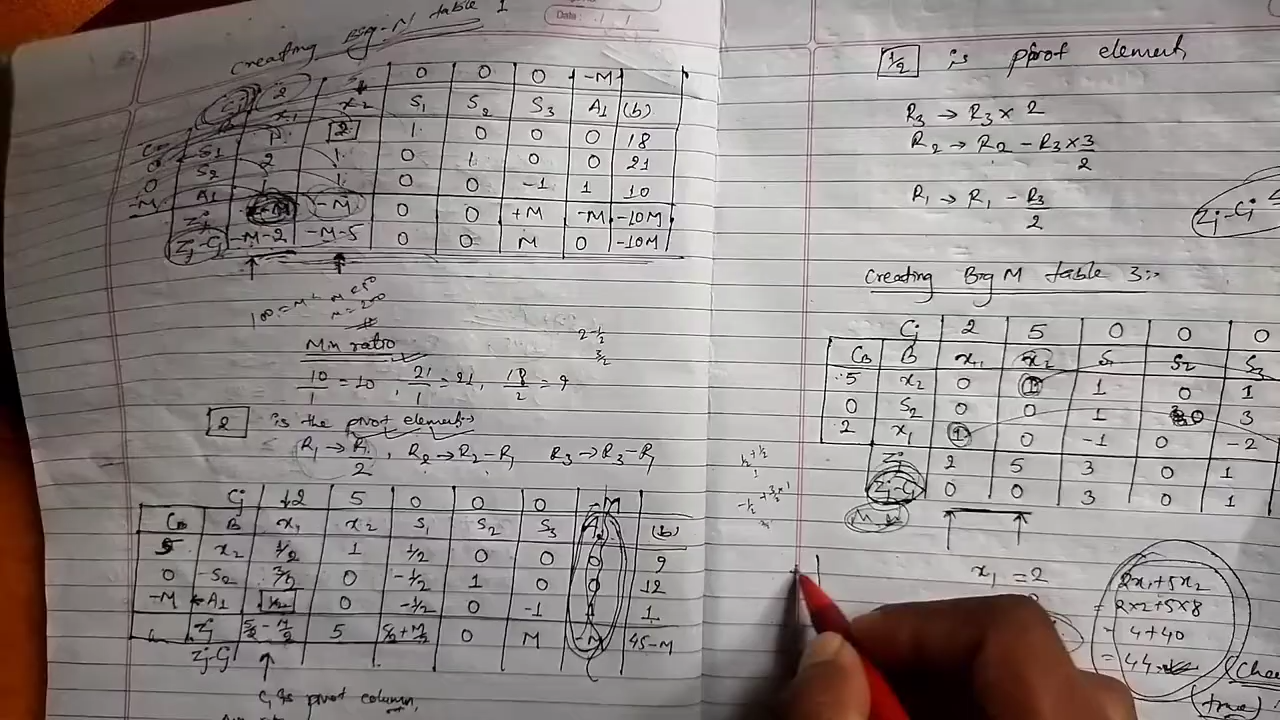 Creating Big-M table 1
Date :
Cj 2 5 0 0 0 -M
x1 x2 S1 S2 S3 A1 (b)
0 S1 1 2 1 0 0 0 18
0 S2 2 1 0 1 0 0 21
-M A1 1 1 0 0 -1 1 10
Zj -M -M 0 0 +M -M -10M
Zj-Cj -M-2 -M-5 0 0 M 0 -10M
Min ratio
10/1 = 10, 21/1 = 21, 18/2 = 9
2 is the pivot element
R1 → R1/2, R2 → R2-R1 R3 → R3-R1
Cj 2 5 0 0 0 -M
CB B x1 x2 S1 S2 S3 (b)
5 x2 1/2 1 1/2 0 0 0 9
0 S2 3/2 0 -1/2 1 0 0 12
-M A1 1/2 0 -1/2 0 -1 1 1
Zj 5/2 - M/2 5 5/2+M/2 0 M -M 45-M
Zj-Cj
is pivot column,
1/2 is pivot element,
R3 → R3 x 2
R2 → R2 - R3 x 3/2
R1 → R1 - R3/2
Zj-Cj
Creating Big M table 3:-
Cj 2 5 0 0 0
CB B x1 x2 S1 S2 S3
5 x2 0 1 1 0 1
0 S2 0 0 1 0 3
2 x1 1 0 -1 0 -2
Zj 2 5 3 0 1
Zj-Cj 0 0 3 0 1
x1 = 2
2x1+5x2
= 2x2+5x8
= 4+40
= 44
(true)